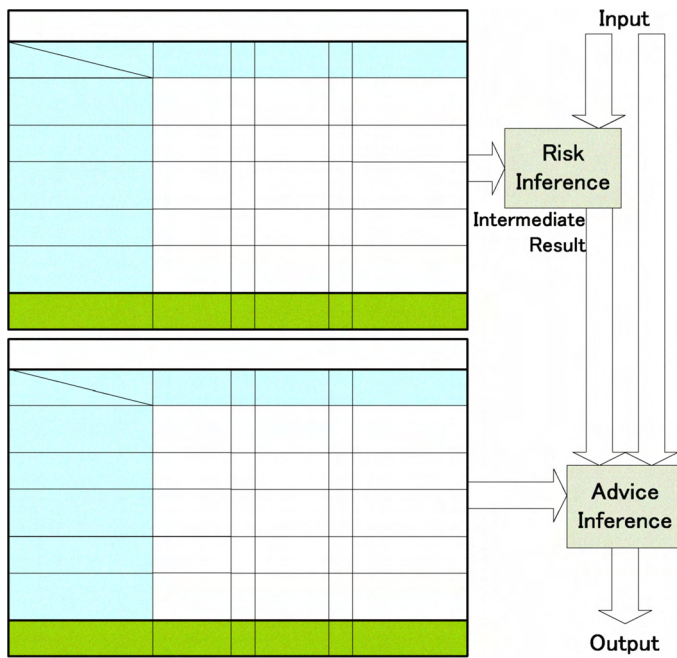 Input
Risk
Inference
Intermediate
Result
Advice
Inference
Output